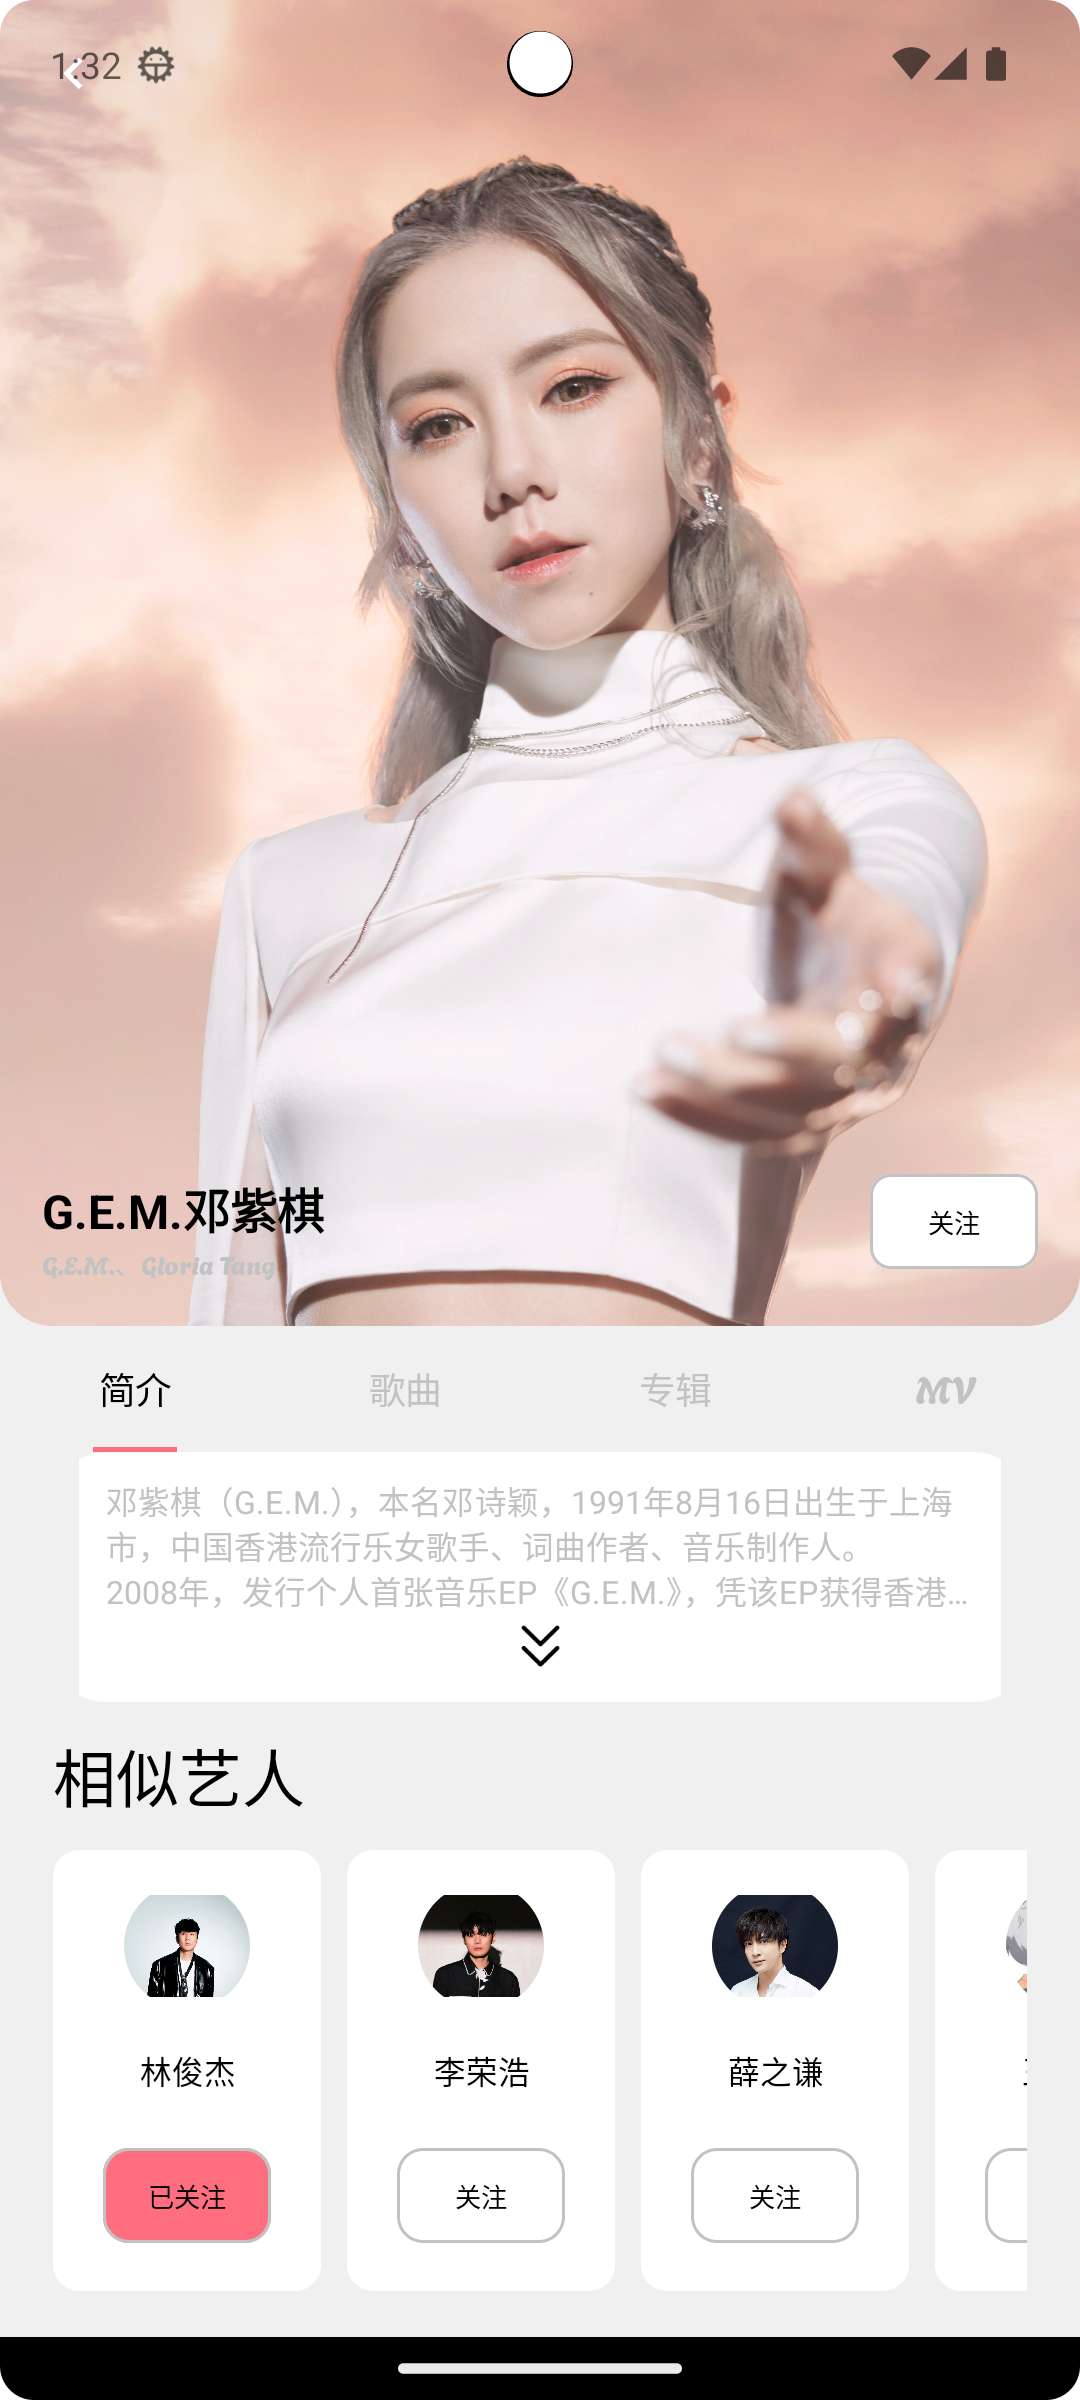 1:32
G.E.M.邓紫棋
G.E.M.、 Gloria Tang
关注
简介 歌曲 专辑 MV
邓紫棋（G.E.M.），本名邓诗颖，1991年8月16日出生于上海
市，中国香港流行乐女歌手、词曲作者、音乐制作人。
2008年，发行个人首张音乐EP《G.E.M.》，凭该EP获得香港...
相似艺人
林俊杰 李荣浩 薛之谦
已关注 关注 关注